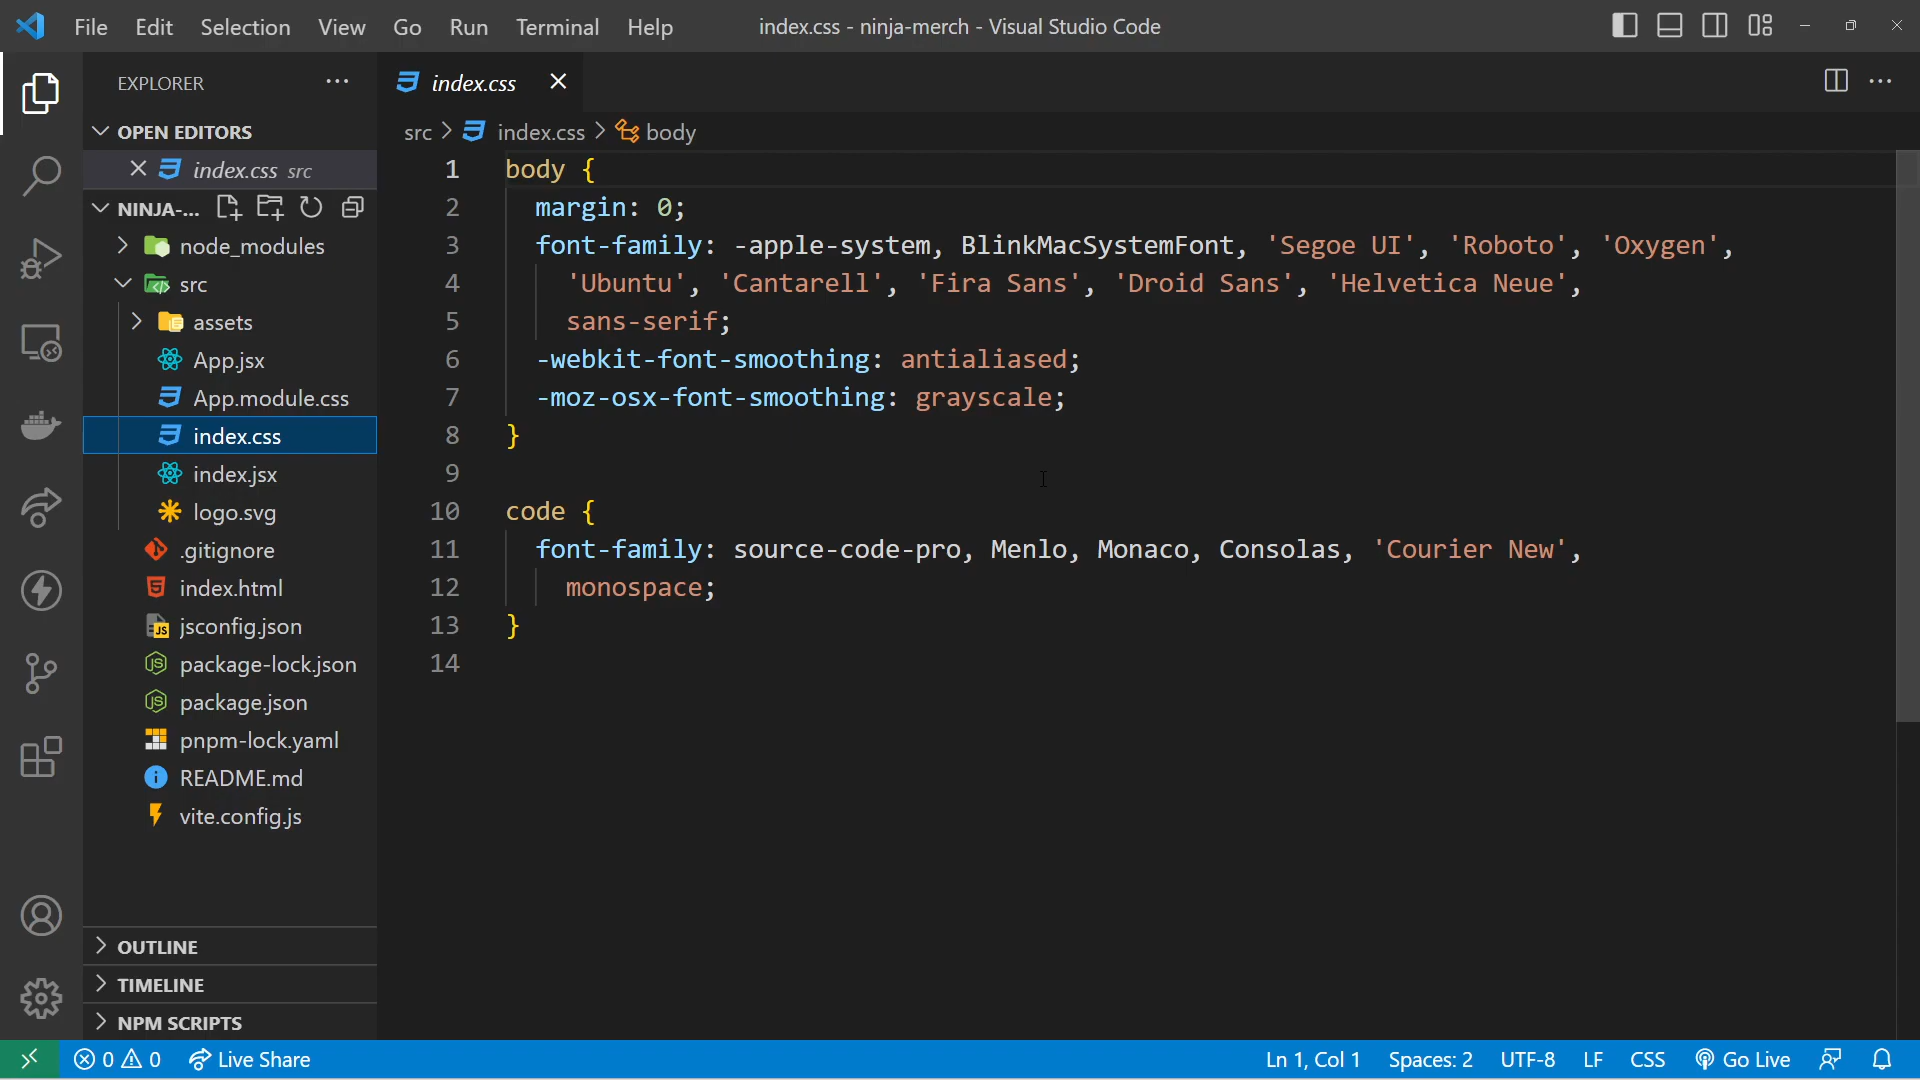 File Edit Selection View Go Run Terminal Help index.css - ninja-merch - Visual Studio Code
EXPLORER
OPEN EDITORS
index.css src
NINJA-...
node_modules
src
assets
App.jsx
App.module.css
index.css
index.jsx
logo.svg
.gitignore
index.html
jsconfig.json
package-lock.json
package.json
pnpm-lock.yaml
README.md
vite.config.js
OUTLINE
TIMELINE
NPM SCRIPTS
index.css
src > index.css > body
1 body {
2 margin: 0;
3 font-family: -apple-system, BlinkMacSystemFont, 'Segoe UI', 'Roboto', 'Oxygen',
4 'Ubuntu', 'Cantarell', 'Fira Sans', 'Droid Sans', 'Helvetica Neue',
5 sans-serif;
6 -webkit-font-smoothing: antialiased;
7 -moz-osx-font-smoothing: grayscale;
8 }
9
10 code {
11 font-family: source-code-pro, Menlo, Monaco, Consolas, 'Courier New',
12 monospace;
13 }
14
0 0 Live Share Ln 1, Col 1 Spaces: 2 UTF-8 LF CSS Go Live